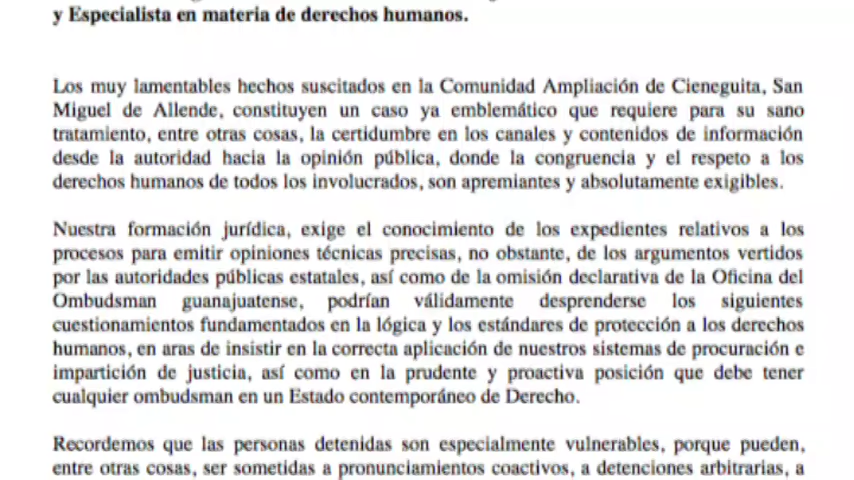 y Especialista en materia de derechos humanos.
Los muy lamentables hechos suscitados en la Comunidad Ampliación de Cieneguita, San
Miguel de Allende, constituyen un caso ya emblemático que requiere para su sano
tratamiento, entre otras cosas, la certidumbre en los canales y contenidos de información
desde la autoridad hacia la opinión pública, donde la congruencia y el respeto a los
derechos humanos de todos los involucrados, son apremiantes y absolutamente exigibles.
Nuestra formación jurídica, exige el conocimiento de los expedientes relativos a los
procesos para emitir opiniones técnicas precisas, no obstante, de los argumentos vertidos
por las autoridades públicas estatales, así como de la omisión declarativa de la Oficina del
Ombudsman guanajuatense, podrían válidamente desprenderse los siguientes
cuestionamientos fundamentados en la lógica y los estándares de protección a los derechos
humanos, en aras de insistir en la correcta aplicación de nuestros sistemas de procuración e
impartición de justicia, así como en la prudente y proactiva posición que debe tener
cualquier ombudsman en un Estado contemporáneo de Derecho.
Recordemos que las personas detenidas son especialmente vulnerables, porque pueden,
entre otras cosas, ser sometidas a pronunciamientos coactivos, a detenciones arbitrarias, a